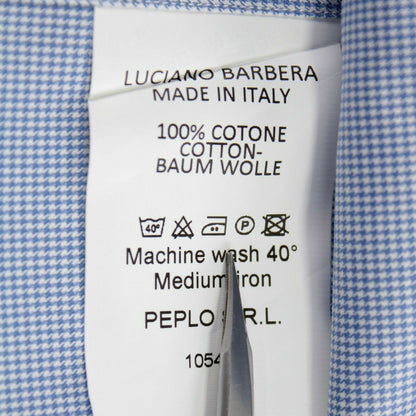 LUCIANO BARBERA
MADE IN ITALY
100% COTONE
COTTON-
BAUM WOLLE
40° P
Machine wash 40°
Medium iron
PEPLO S.R.L.
1054